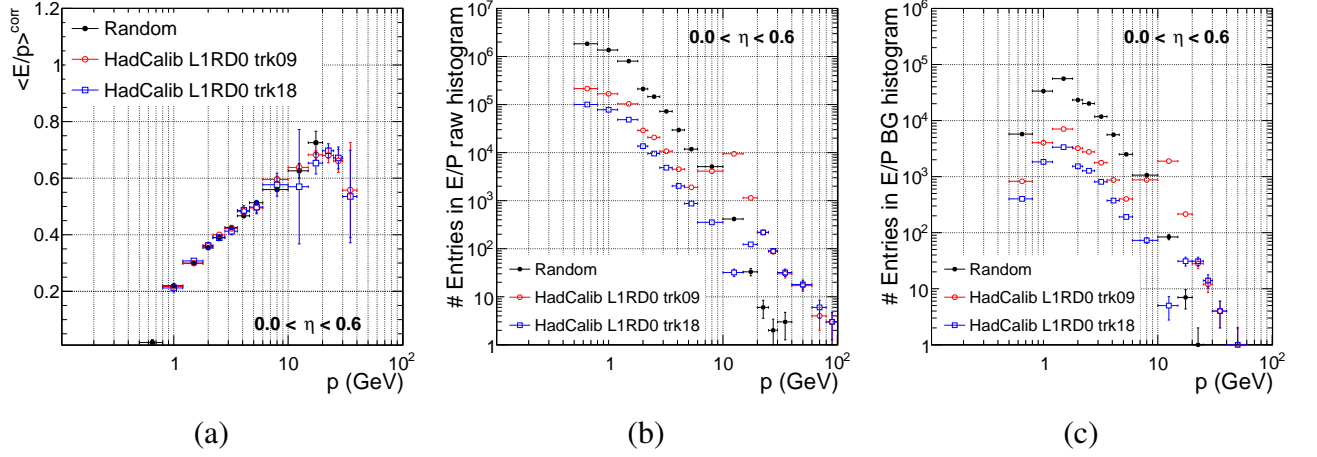 <E/p>^corr
Random
HadCalib L1RD0 trk09
HadCalib L1RD0 trk18
0.8
0.6
0.4
0.2
0.0 < η < 0.6
1
10
10^2
p (GeV)
(a)
# Entries in E/P raw histogram
10^7
10^6
10^5
10^4
10^3
10^2
10
1
0.0 < η < 0.6
Random
HadCalib L1RD0 trk09
HadCalib L1RD0 trk18
1
10
10^2
p (GeV)
(b)
# Entries in E/P BG histogram
10^6
10^5
10^4
10^3
10^2
10
1
0.0 < η < 0.6
Random
HadCalib L1RD0 trk09
HadCalib L1RD0 trk18
1
10
10^2
p (GeV)
(c)